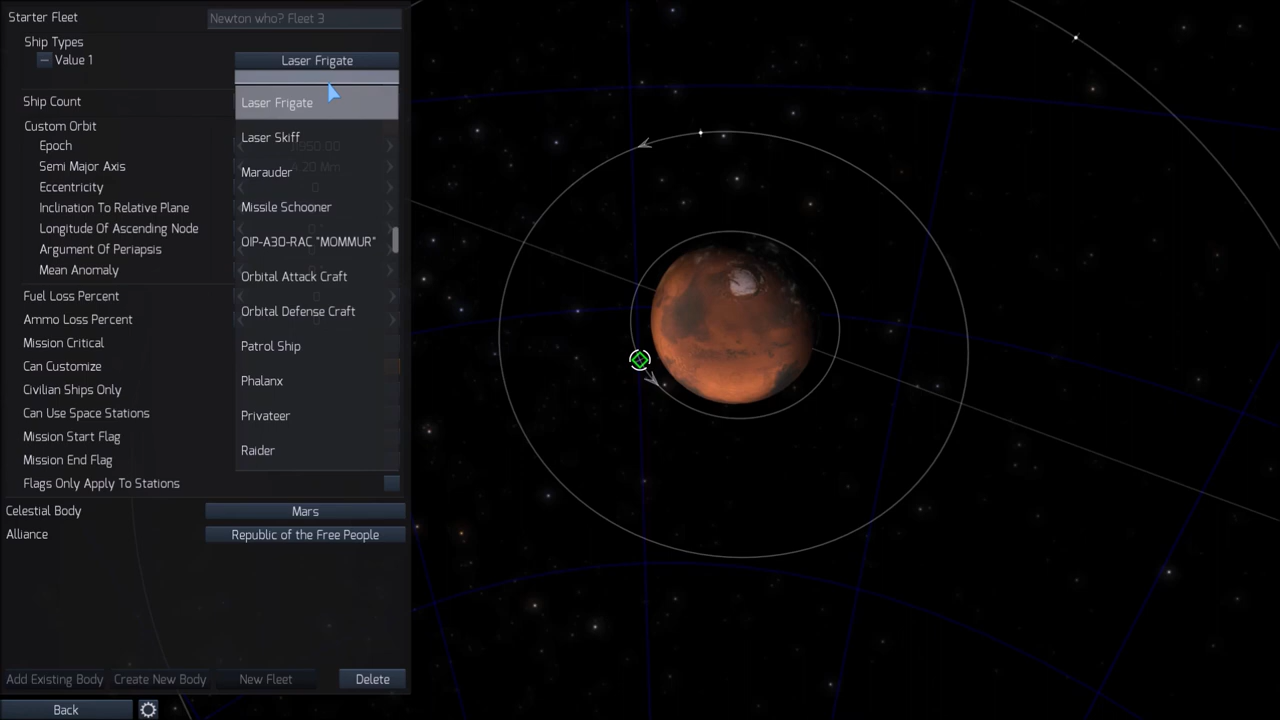 Starter Fleet
Newton who? Fleet 3
Ship Types
Value 1
Laser Frigate
Laser Frigate
Ship Count
Custom Orbit
Laser Skiff
Epoch
Semi Major Axis
20 Mm
Marauder
Eccentricity
0
Inclination To Relative Plane
Missile Schooner
Longitude Of Ascending Node
Argument Of Periapsis
OIP-A30-RAC "MOMMUR"
Mean Anomaly
Orbital Attack Craft
Fuel Loss Percent
0
Ammo Loss Percent
Orbital Defense Craft
Mission Critical
Patrol Ship
Can Customize
Phalanx
Civilian Ships Only
Can Use Space Stations
Privateer
Mission Start Flag
Raider
Mission End Flag
Flags Only Apply To Stations
Celestial Body
Mars
Alliance
Republic of the Free People
Add Existing Body
Create New Body
New Fleet
Delete
Back